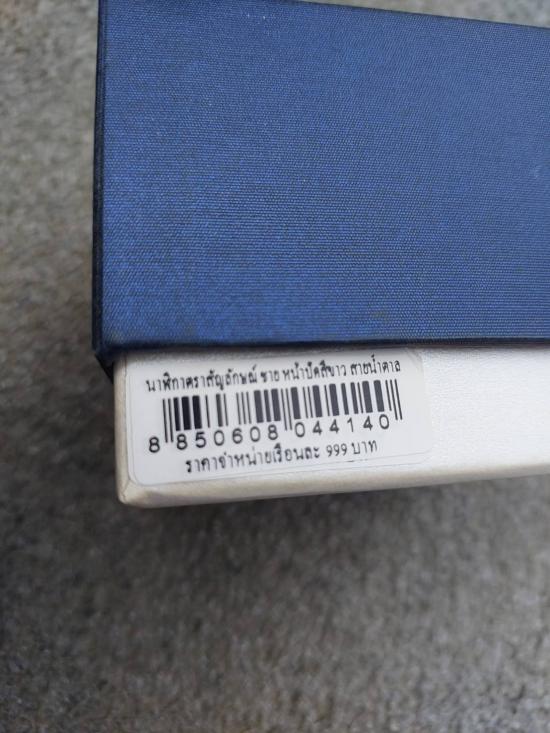 นาฬิกาตราสัญลักษณ์ ชาย หน้าปัดสีขาว สายน้ำตาล
8 850608 044140
ราคาจำหน่ายเรือนละ 999 บาท